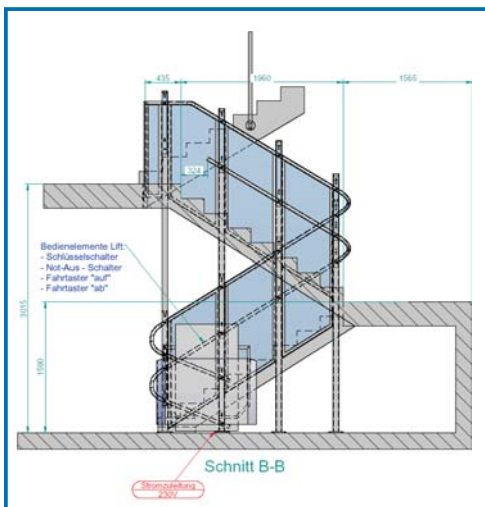 435
1960
1565
324
Bedienelemente Lift:
- Schlüsselschalter
- Not-Aus - Schalter
- Fahrtaster "auf"
- Fahrtaster "ab"
3015
1590
Schnitt B-B
Stromzuleitung
230V